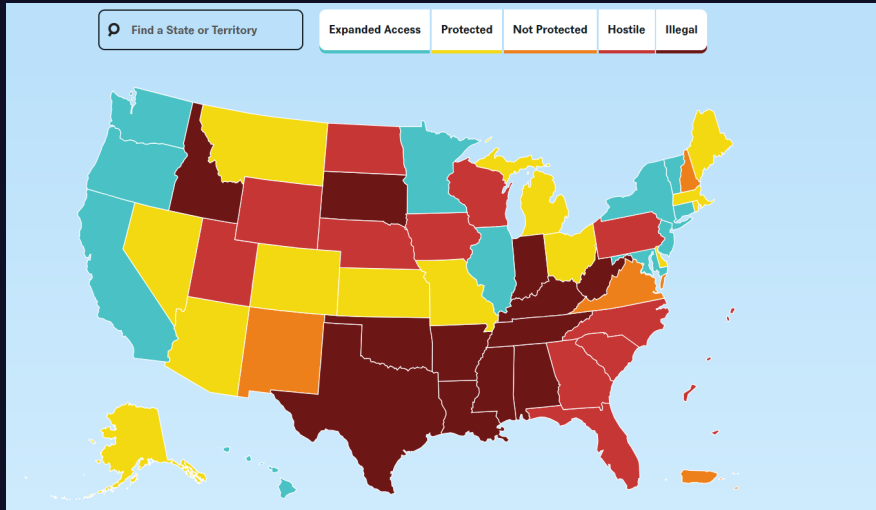 Find a State or Territory
Expanded Access
Protected
Not Protected
Hostile
Illegal